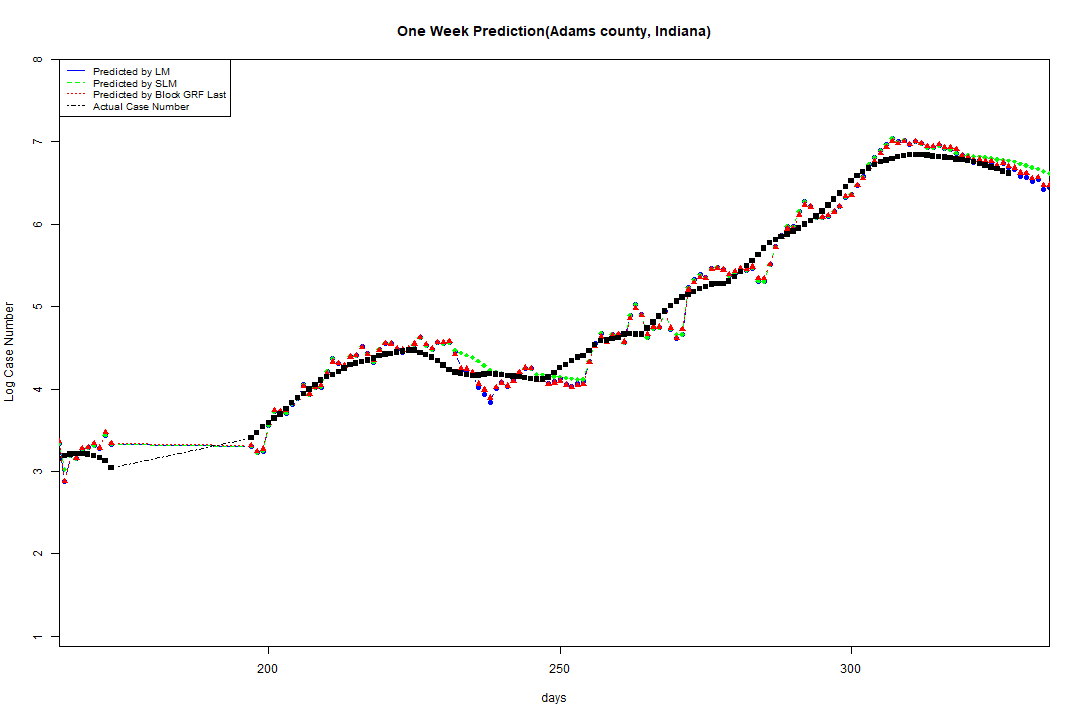 One Week Prediction(Adams county, Indiana)
Predicted by LM
Predicted by SLM
Predicted by Block GRF Last
Actual Case Number
8
7
6
5
4
3
2
1
Log Case Number
200 250 300
days